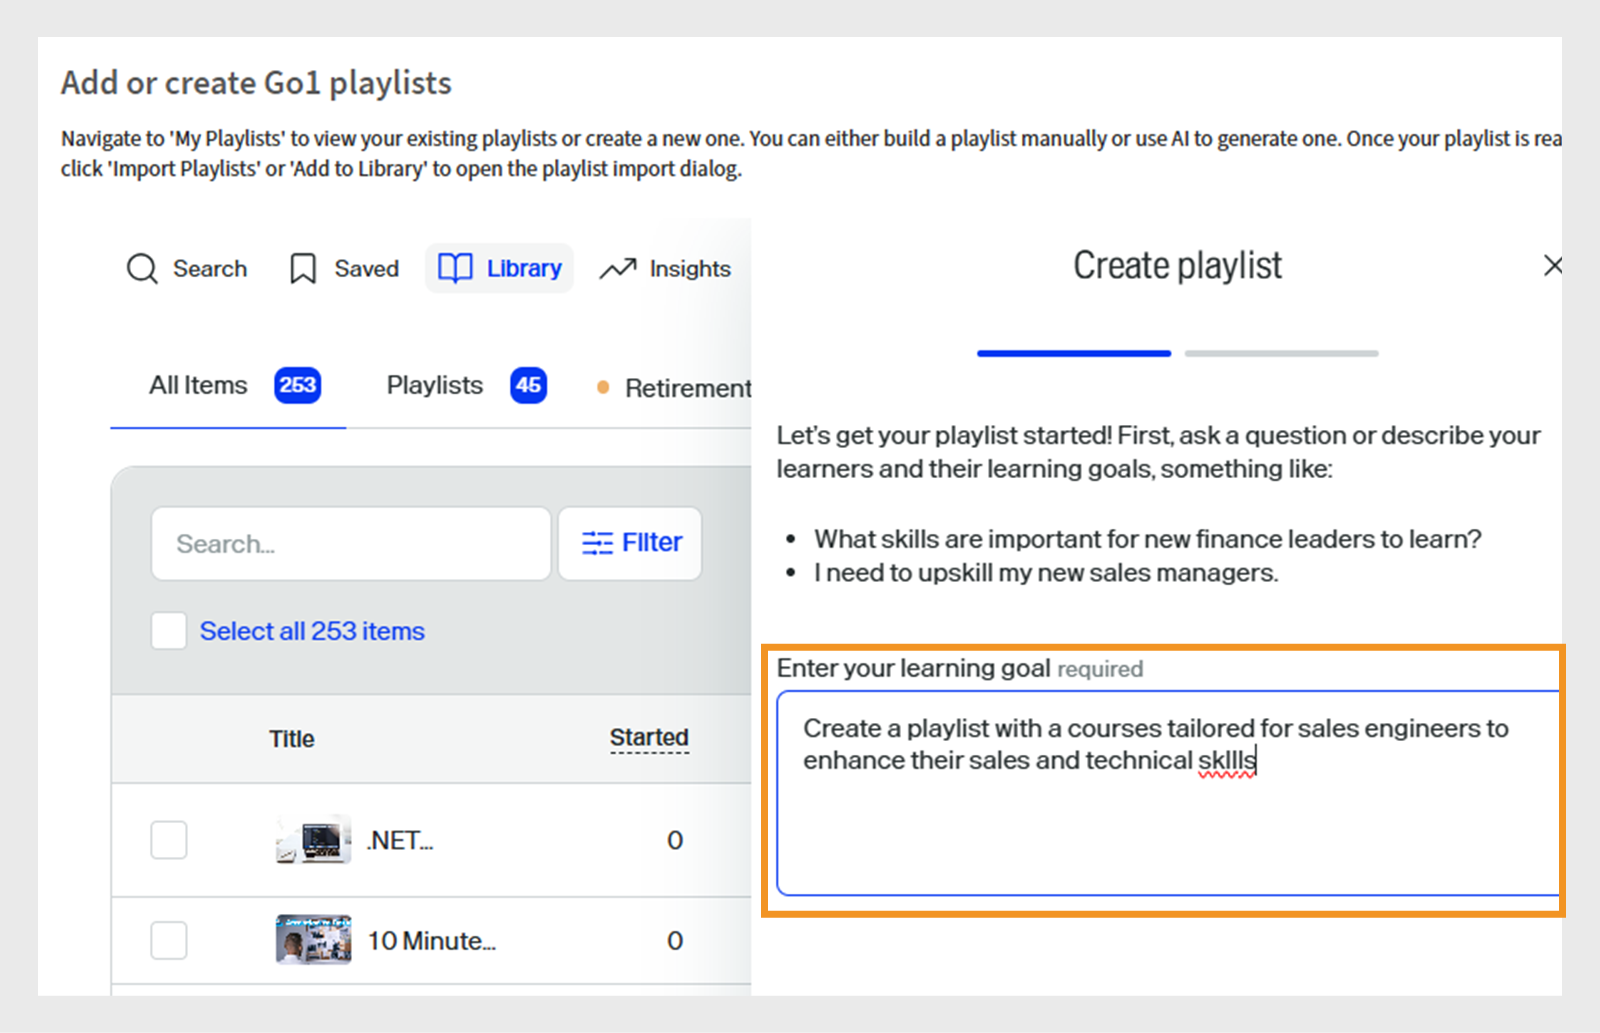 Add or create Go1 playlists
Navigate to 'My Playlists' to view your existing playlists or create a new one. You can either build a playlist manually or use AI to generate one. Once your playlist is rea
click 'Import Playlists' or 'Add to Library' to open the playlist import dialog.
Search Saved Library Insights
All Items 253 Playlists 45 Retirement
Search...
Filter
Select all 253 items
Title Started
.NET... 0
10 Minute... 0
Create playlist
Let's get your playlist started! First, ask a question or describe your
learners and their learning goals, something like:
• What skills are important for new finance leaders to learn?
• I need to upskill my new sales managers.
Enter your learning goal required
Create a playlist with a courses tailored for sales engineers to
enhance their sales and technical skllls